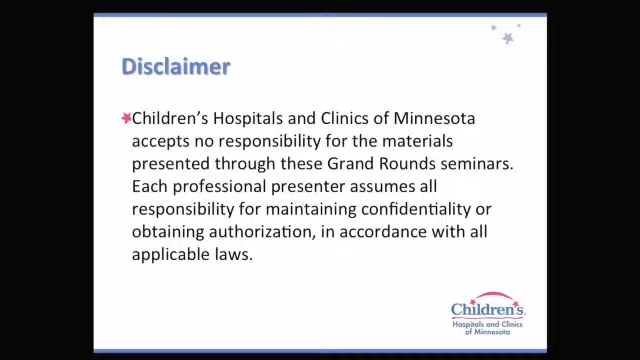 Disclaimer
Children's Hospitals and Clinics of Minnesota
accepts no responsibility for the materials
presented through these Grand Rounds seminars.
Each professional presenter assumes all
responsibility for maintaining confidentiality or
obtaining authorization, in accordance with all
applicable laws.
Children's.
Hospitals and Clinics
of Minnesota